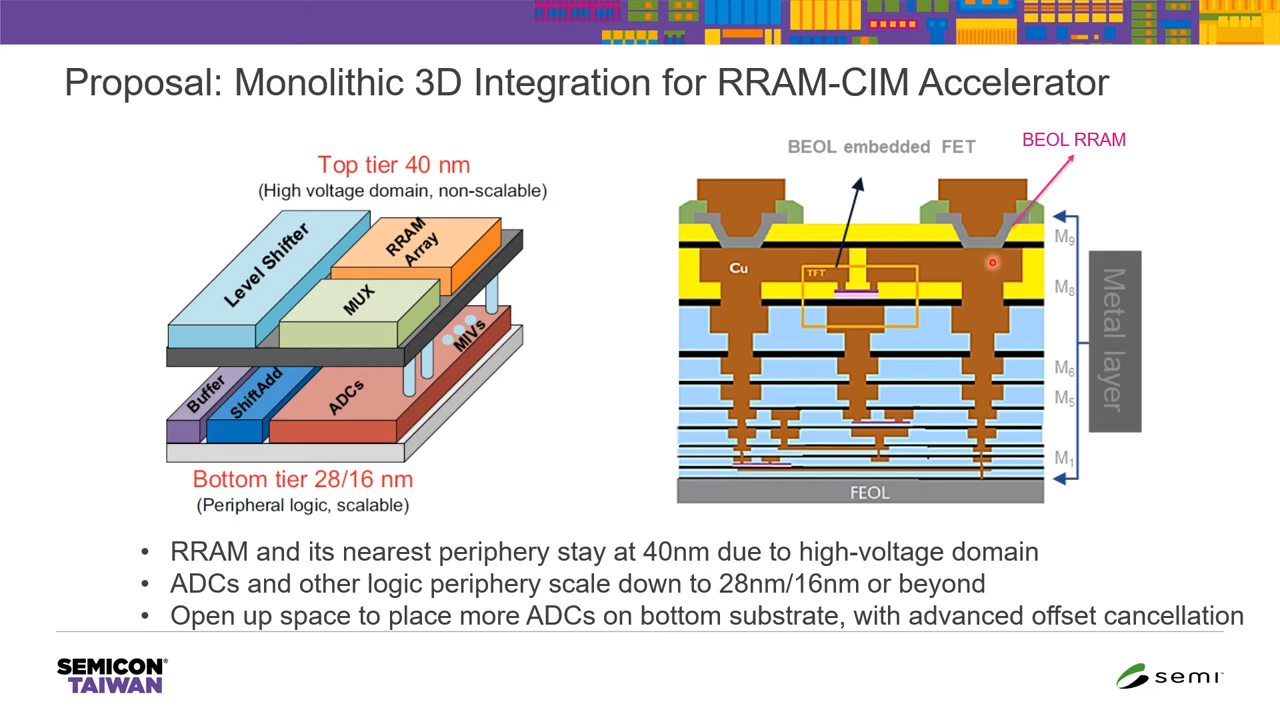 Proposal: Monolithic 3D Integration for RRAM-CIM Accelerator
Top tier 40 nm
(High voltage domain, non-scalable)
Level Shifter
RRAM
Array
MUX
Buffer
ShiftAdd
ADCs
MIVs
Bottom tier 28/16 nm
(Peripheral logic, scalable)
BEOL embedded FET
BEOL RRAM
Cu
TFT
M9
M8
M6
M5
M1
Metal layer
FEOL
• RRAM and its nearest periphery stay at 40nm due to high-voltage domain
• ADCs and other logic periphery scale down to 28nm/16nm or beyond
• Open up space to place more ADCs on bottom substrate, with advanced offset cancellation
SEMICON®
TAIWAN
semi